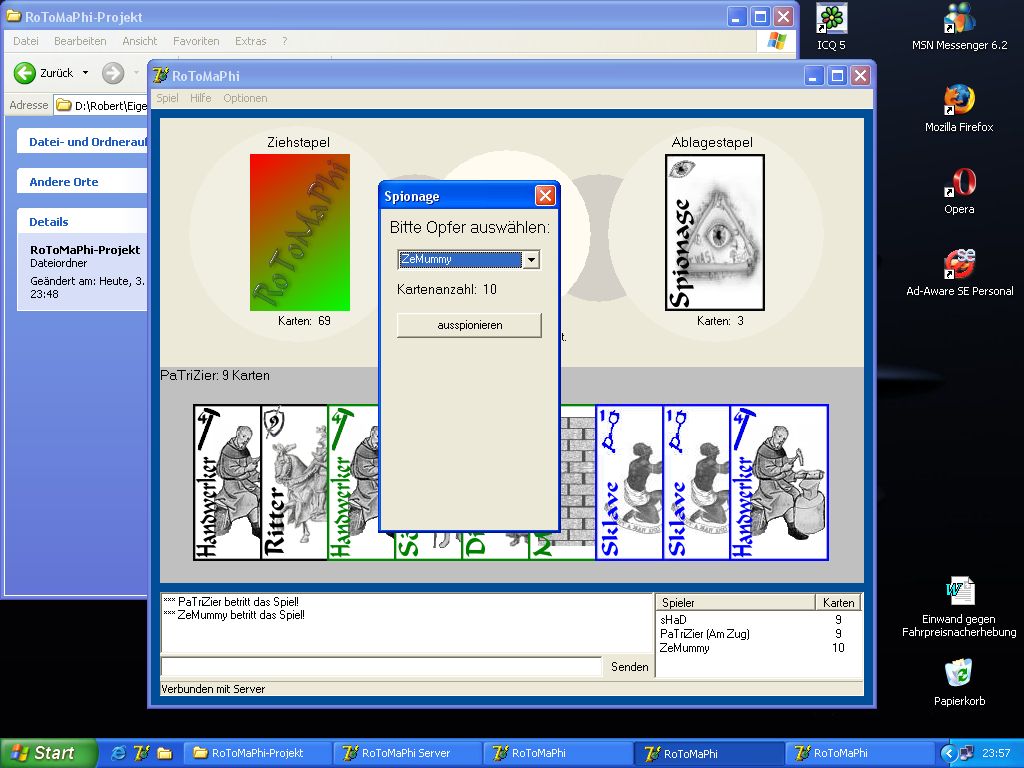 RoToMaPhi-Projekt
Datei Bearbeiten Ansicht Favoriten Extras ?
Zurück
Adresse D:\Robert\Eige
Datei- und Ordnerauf
Andere Orte
Details
RoToMaPhi-Projekt
Dateiordner
Geändert am: Heute, 3.
23:48
RoToMaPhi
Spiel Hilfe Optionen
Ziehstapel
RoToMaPhi
Karten: 69
Ablagestapel
Spionage
Karten: 3
Spionage
Bitte Opfer auswählen:
ZeMummy
Kartenanzahl: 10
ausspionieren
t.
PaTriZier: 9 Karten
4 Handwerker
9 Ritter
4 Handwerker
1 Sklave
1 Sklave
4 Handwerker
*** PaTriZier betritt das Spiel!
*** ZeMummy betritt das Spiel!
Senden
Verbunden mit Server
Spieler Karten
sHaD 9
PaTriZier (Am Zug) 9
ZeMummy 10
ICQ 5
MSN Messenger 6.2
Mozilla Firefox
Opera
Ad-Aware SE Personal
Einwand gegen
Fahrpreisnacherhebung
Papierkorb
Start
RoToMaPhi-Projekt
RoToMaPhi Server
RoToMaPhi
RoToMaPhi
RoToMaPhi
23:57